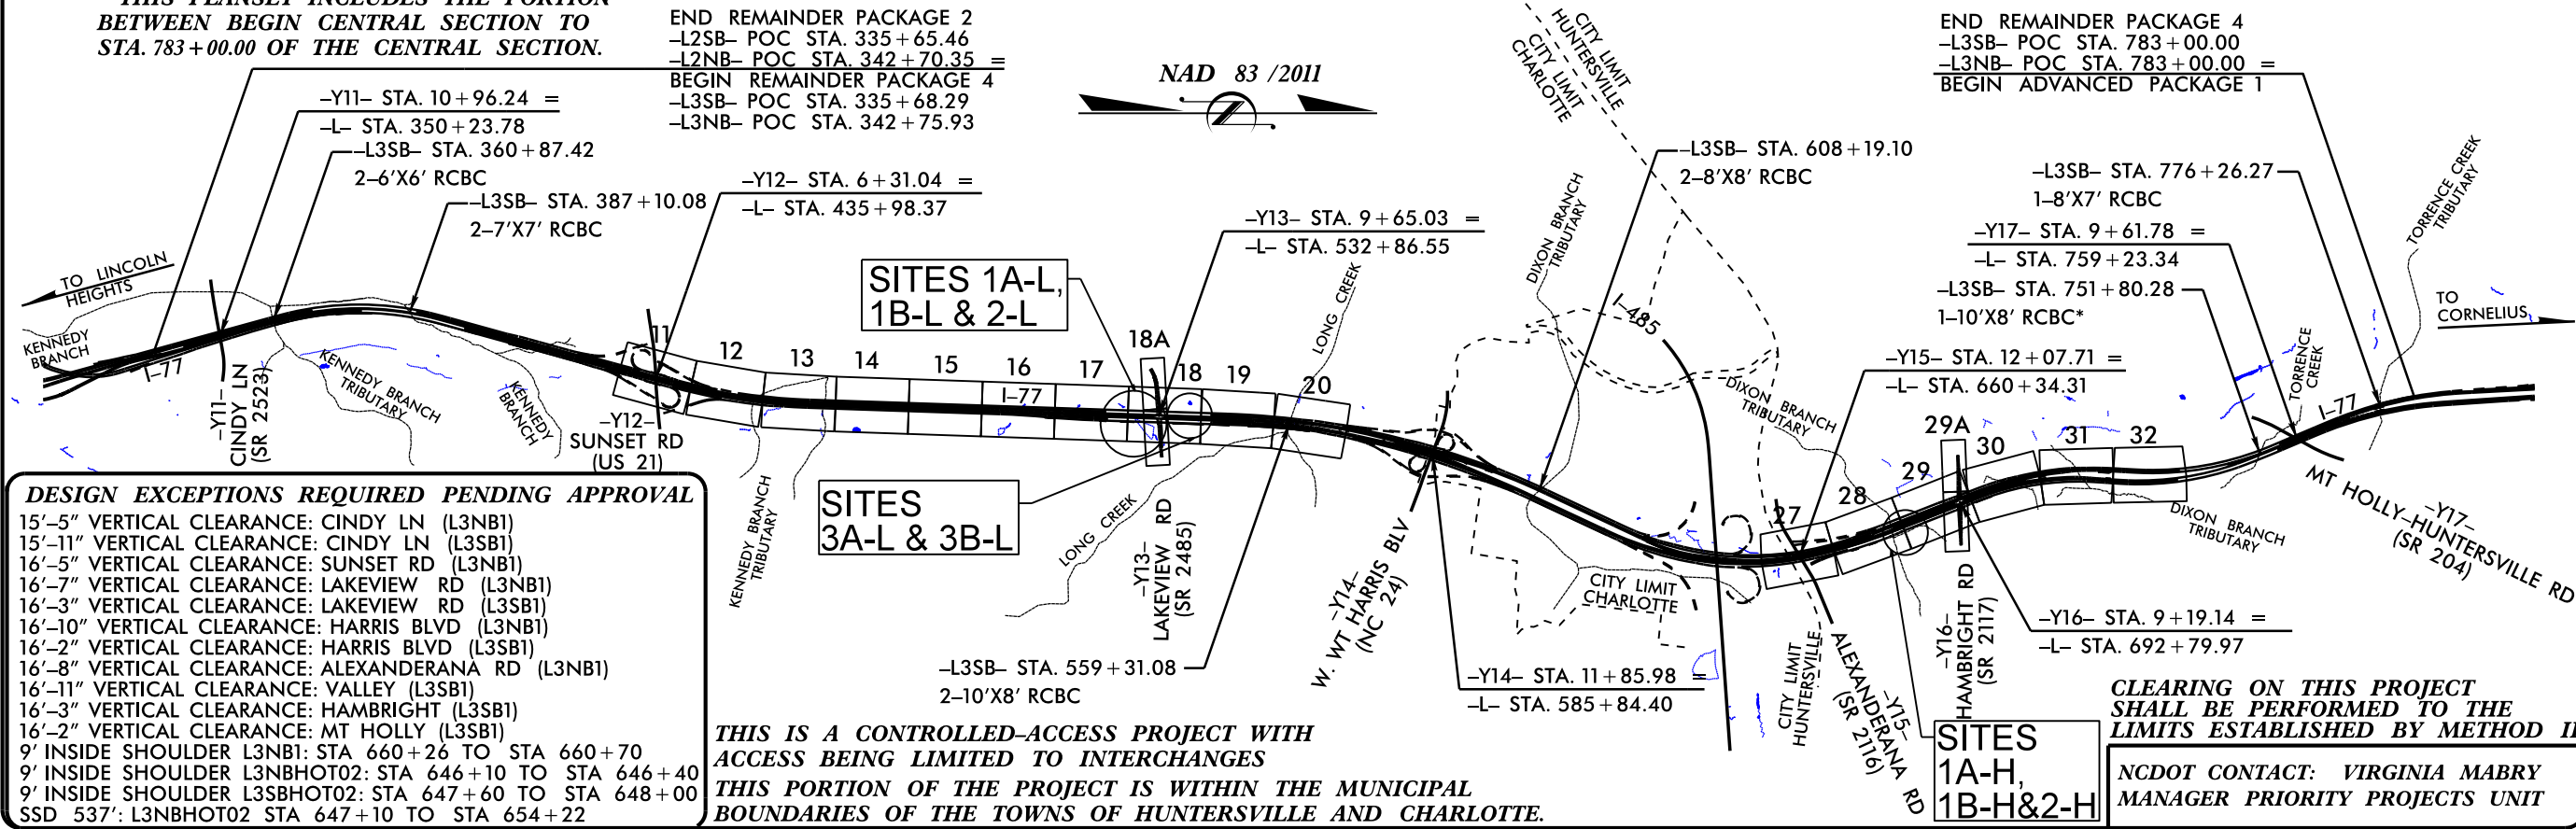 THIS PLANSET INCLUDES THE PORTION
BETWEEN BEGIN CENTRAL SECTION TO
STA. 783+00.00 OF THE CENTRAL SECTION.
END REMAINDER PACKAGE 2
–L2SB– POC STA. 335+65.46
–L2NB– POC STA. 342+70.35 =
BEGIN REMAINDER PACKAGE 4
–L3SB– POC STA. 335+68.29
–L3NB– POC STA. 342+75.93
NAD 83 /2011
CITY LIMIT
HUNTERSVILLE
CITY LIMIT
CHARLOTTE
END REMAINDER PACKAGE 4
–L3SB– POC STA. 783+00.00
–L3NB– POC STA. 783+00.00 =
BEGIN ADVANCED PACKAGE 1
–Y11– STA. 10+96.24 =
–L– STA. 350+23.78
–L3SB– STA. 360+87.42
2–6'X6' RCBC
–L3SB– STA. 387+10.08
2–7'X7' RCBC
–Y12– STA. 6+31.04 =
–L– STA. 435+98.37
–Y13– STA. 9+65.03 =
–L– STA. 532+86.55
–L3SB– STA. 608+19.10
2–8'X8' RCBC
–L3SB– STA. 776+26.27
1–8'X7' RCBC
–Y17– STA. 9+61.78 =
–L– STA. 759+23.34
–L3SB– STA. 751+80.28
1–10'X8' RCBC*
–Y15– STA. 12+07.71 =
–L– STA. 660+34.31
TORRENCE CREEK
TRIBUTARY
TO
CORNELIUS
TO LINCOLN
HEIGHTS
KENNEDY
BRANCH
I–77
–Y11–
CINDY LN
(SR 2523)
KENNEDY BRANCH
TRIBUTARY
KENNEDY
BRANCH
–Y12–
SUNSET RD
(US 21)
SITES 1A-L,
1B-L & 2-L
11
12
13
14
15
16
17
18A
18
19
20
I–77
LONG CREEK
DIXON BRANCH
TRIBUTARY
I–485
DIXON BRANCH
TRIBUTARY
TORRENCE
CREEK
I–77
27
28
29
29A
30
31
32
MT HOLLY–HUNTERSVILLE RD
–Y17–
(SR 204)
DIXON BRANCH
TRIBUTARY
KENNEDY BRANCH
TRIBUTARY
SITES
3A-L & 3B-L
LONG CREEK
–Y13–
LAKEVIEW RD
(SR 2485)
–Y14–
W. WT HARRIS BLV
(NC 24)
CITY LIMIT
CHARLOTTE
CITY LIMIT
HUNTERSVILLE
–Y15–
ALEXANDERANA RD
(SR 2116)
–Y16–
HAMBRIGHT RD
(SR 2117)
–Y16– STA. 9+19.14 =
–L– STA. 692+79.97
–L3SB– STA. 559+31.08
2–10'X8' RCBC
–Y14– STA. 11+85.98 =
–L– STA. 585+84.40
SITES
1A-H,
1B-H&2-H
DESIGN EXCEPTIONS REQUIRED PENDING APPROVAL
15'–5" VERTICAL CLEARANCE: CINDY LN (L3NB1)
15'–11" VERTICAL CLEARANCE: CINDY LN (L3SB1)
16'–5" VERTICAL CLEARANCE: SUNSET RD (L3NB1)
16'–7" VERTICAL CLEARANCE: LAKEVIEW RD (L3NB1)
16'–3" VERTICAL CLEARANCE: LAKEVIEW RD (L3SB1)
16'–10" VERTICAL CLEARANCE: HARRIS BLVD (L3NB1)
16'–2" VERTICAL CLEARANCE: HARRIS BLVD (L3SB1)
16'–8" VERTICAL CLEARANCE: ALEXANDERANA RD (L3NB1)
16'–11" VERTICAL CLEARANCE: VALLEY (L3SB1)
16'–3" VERTICAL CLEARANCE: HAMBRIGHT (L3SB1)
16'–2" VERTICAL CLEARANCE: MT HOLLY (L3SB1)
9' INSIDE SHOULDER L3NB1: STA 660+26 TO STA 660+70
9' INSIDE SHOULDER L3NBHOT02: STA 646+10 TO STA 646+40
9' INSIDE SHOULDER L3SBHOT02: STA 647+60 TO STA 648+00
SSD 537': L3NBHOT02 STA 647+10 TO STA 654+22
THIS IS A CONTROLLED–ACCESS PROJECT WITH
ACCESS BEING LIMITED TO INTERCHANGES
THIS PORTION OF THE PROJECT IS WITHIN THE MUNICIPAL
BOUNDARIES OF THE TOWNS OF HUNTERSVILLE AND CHARLOTTE.
CLEARING ON THIS PROJECT
SHALL BE PERFORMED TO THE
LIMITS ESTABLISHED BY METHOD
NCDOT CONTACT: VIRGINIA MABRY
MANAGER PRIORITY PROJECTS UNIT